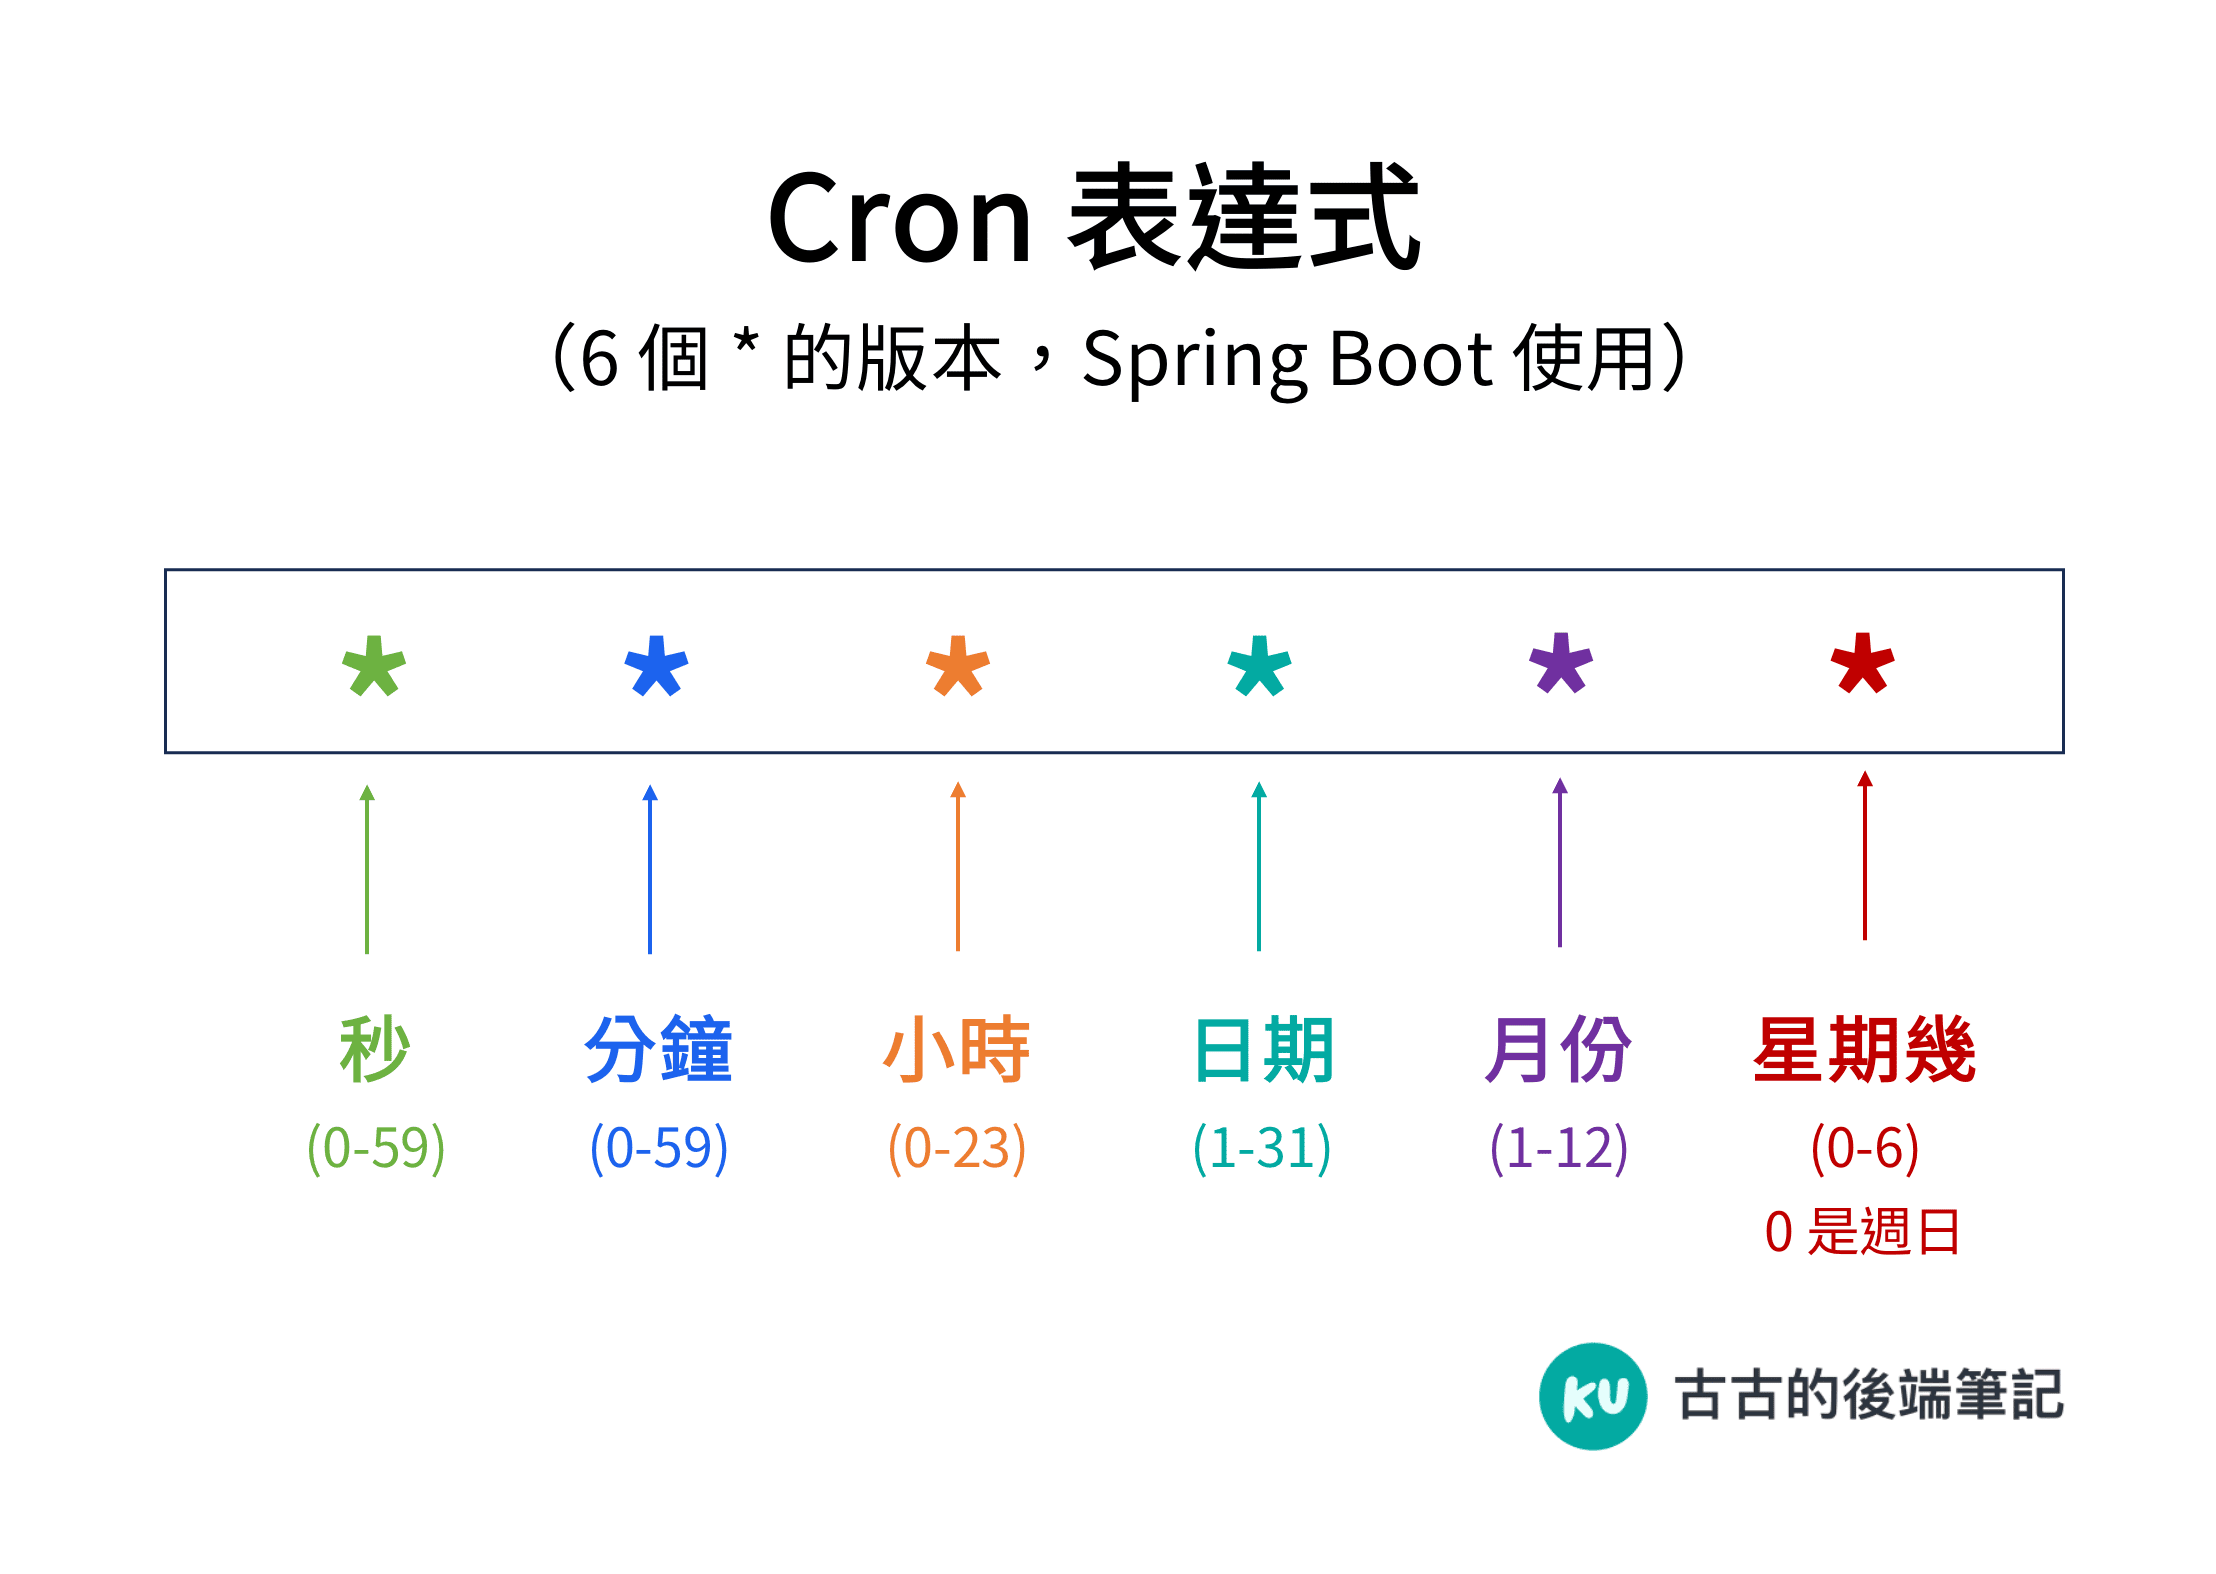 Cron 表達式
（6 個 * 的版本，Spring Boot 使用）
* * * * * *
秒 分鐘 小時 日期 月份 星期幾
(0-59) (0-59) (0-23) (1-31) (1-12) (0-6)
0 是週日
KU 古古的後端筆記